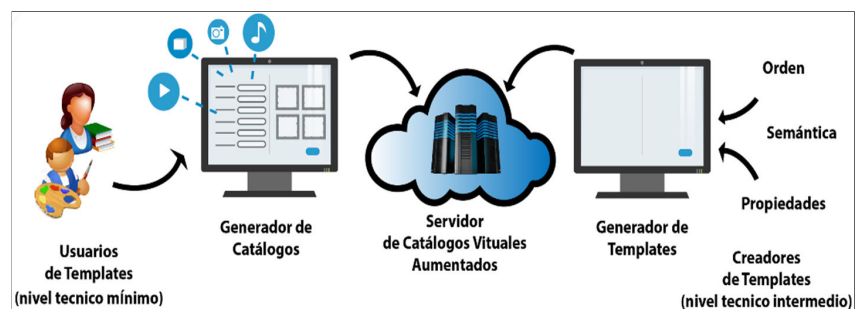 Usuarios
de Templates
(nivel tecnico mínimo)
Generador de
Catálogos
Servidor
de Catálogos Vituales
Aumentados
Generador de
Templates
Orden
Semántica
Propiedades
Creadores
de Templates
(nivel tecnico intermedio)